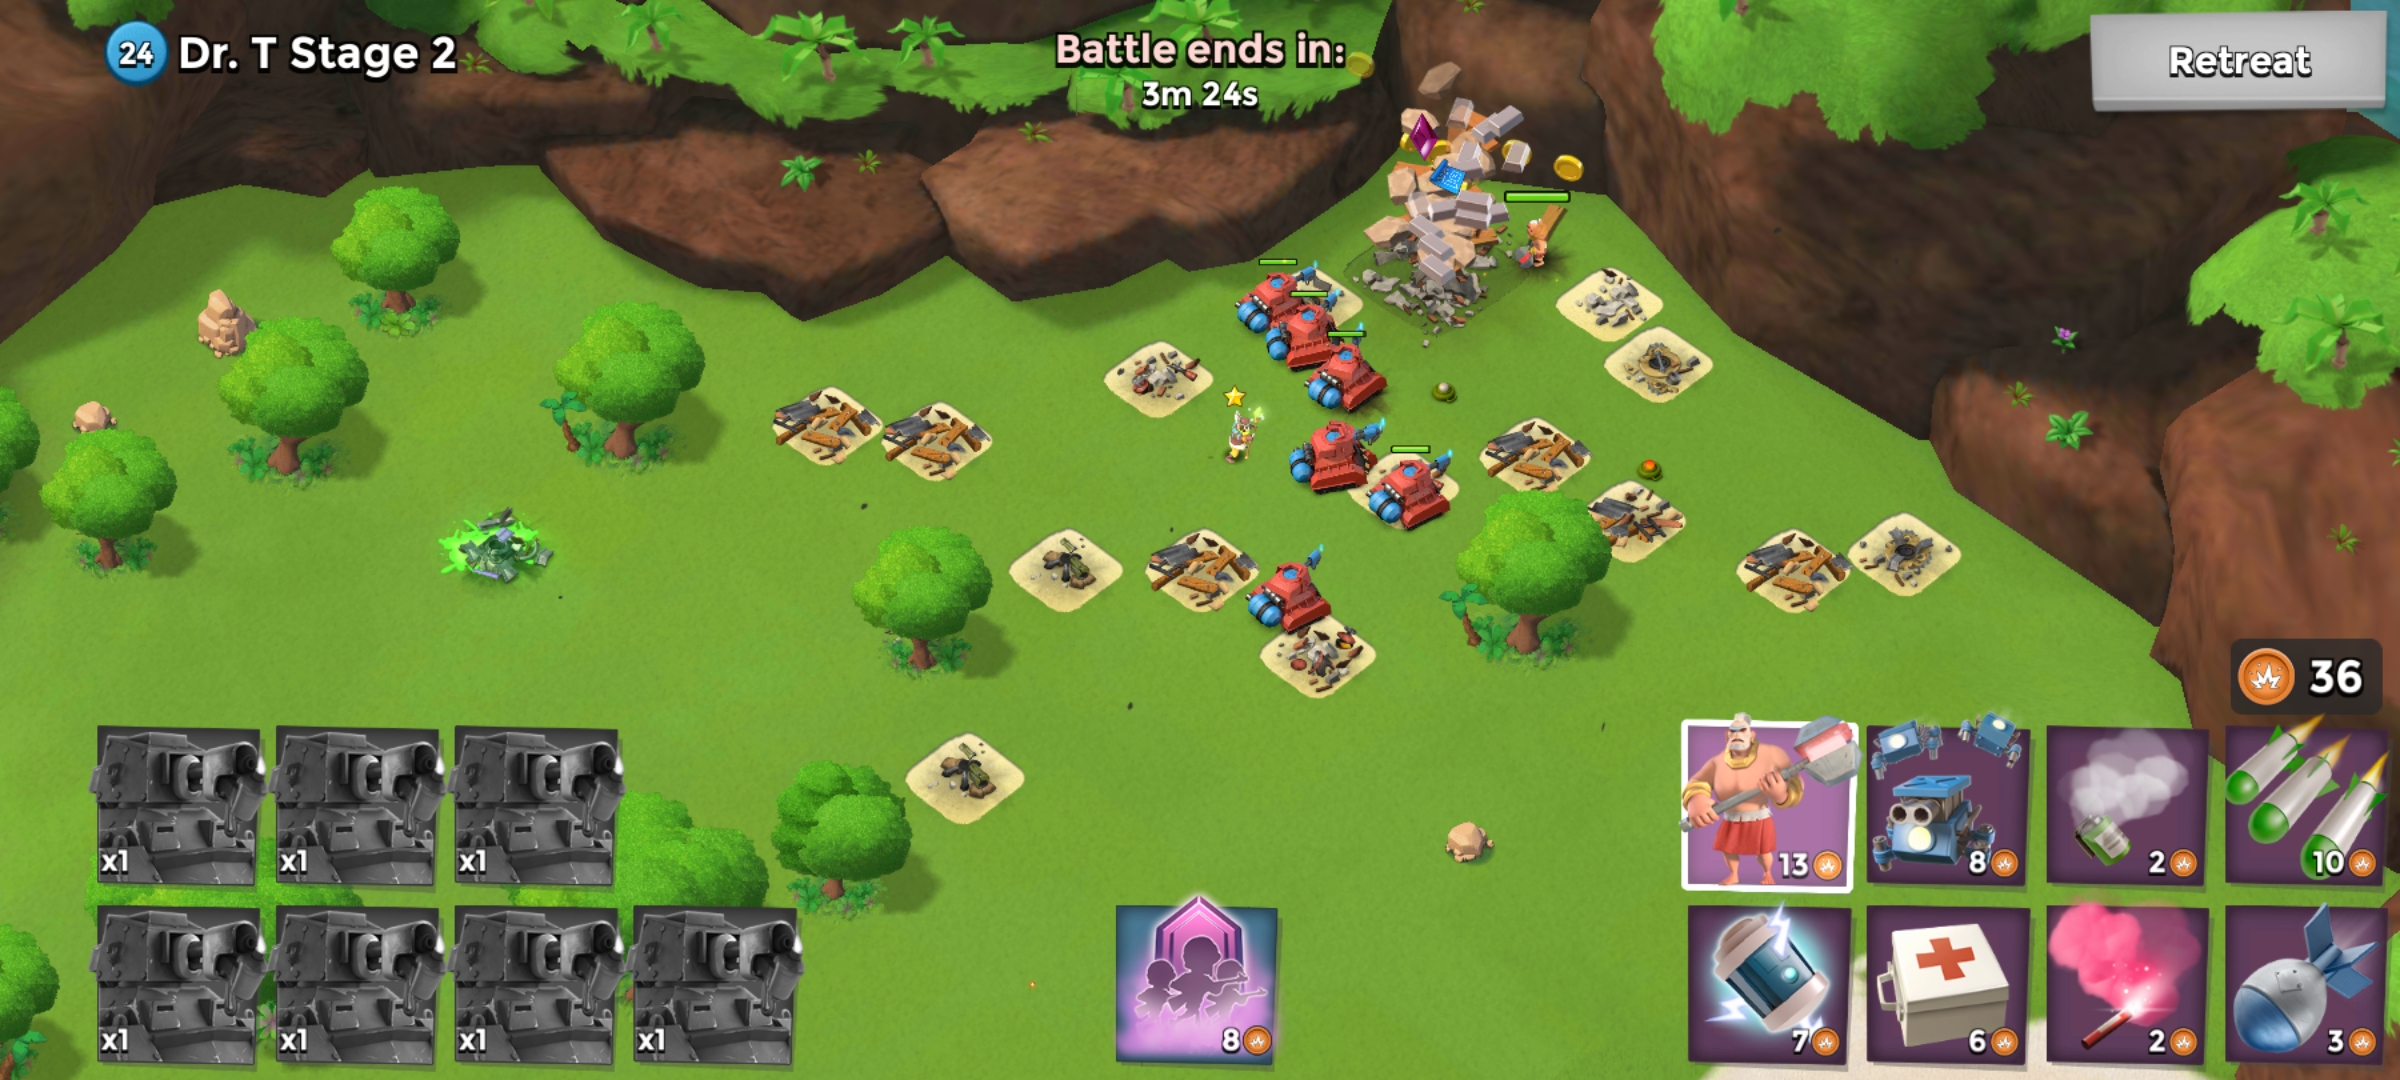 24 Dr. T Stage 2
Battle ends in:
3m 24s
Retreat
36
x1 x1 x1
13 8 2 10
x1 x1 x1 x1
8
7 6 2 3